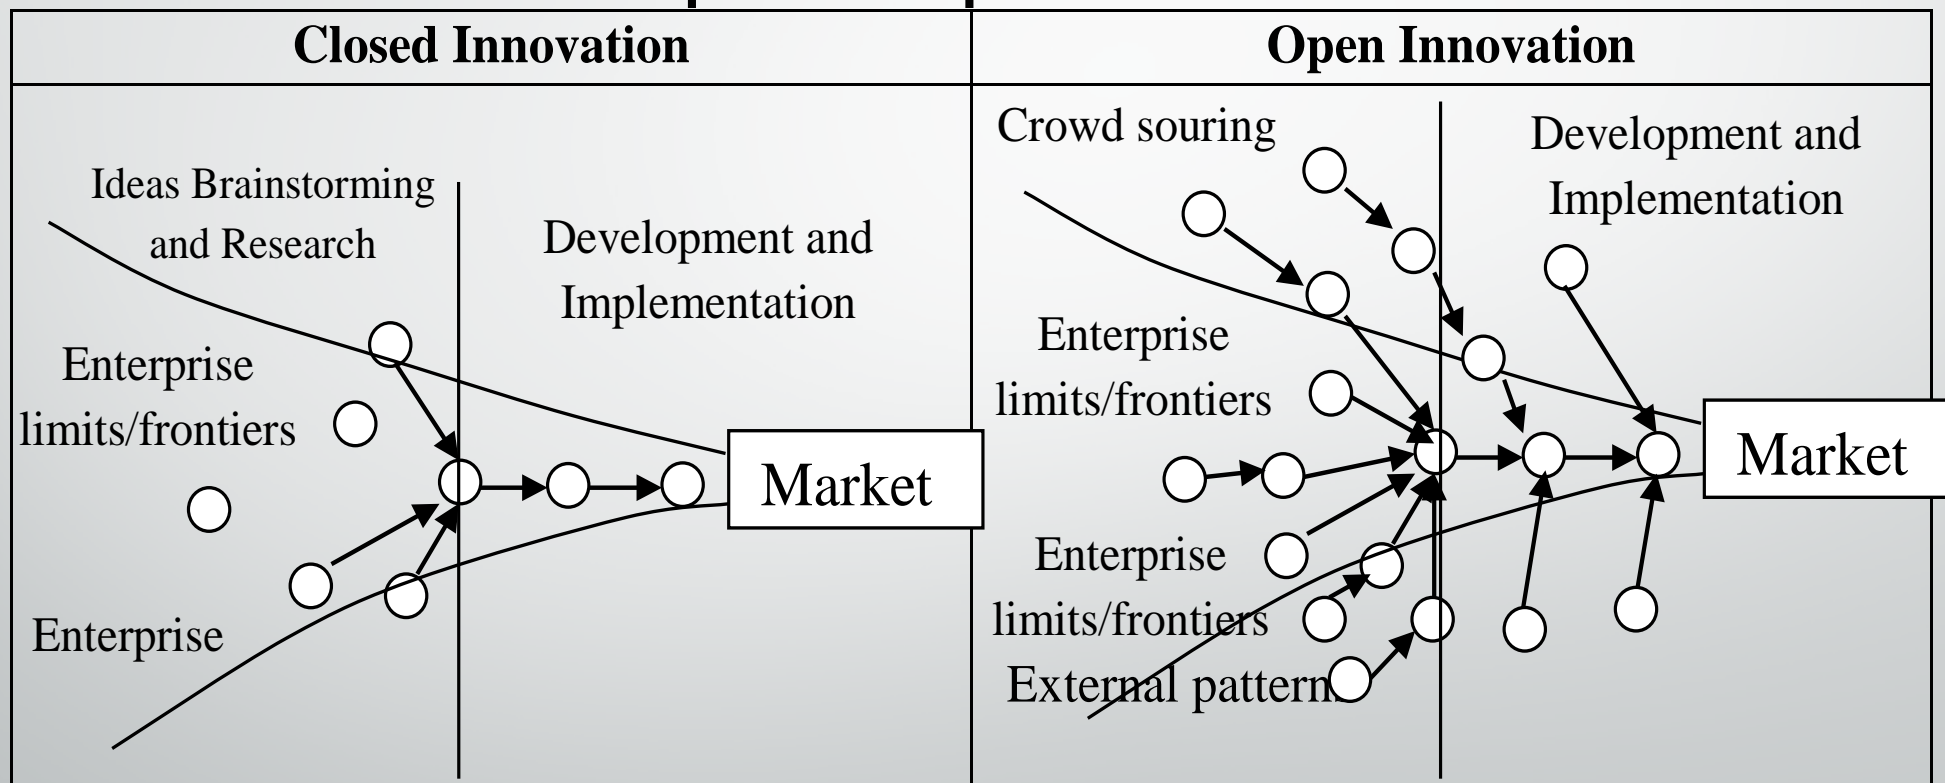 Closed Innovation
Open Innovation
Ideas Brainstorming
and Research
Development and
Implementation
Enterprise
limits/frontiers
Enterprise
Market
Crowd souring
Development and
Implementation
Enterprise
limits/frontiers
Enterprise
limits/frontiers
External pattern
Market